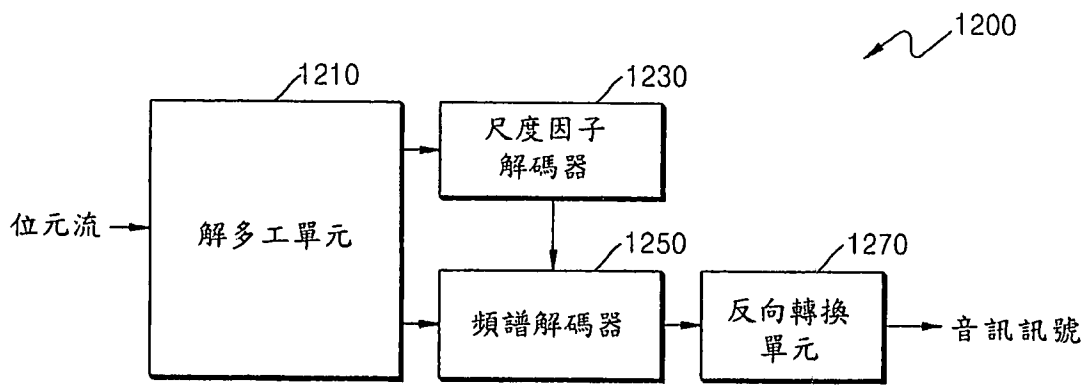 1200
1210
1230
尺度因子
解碼器
位元流
解多工單元
1250
1270
頻譜解碼器
反向轉換
單元
音訊訊號